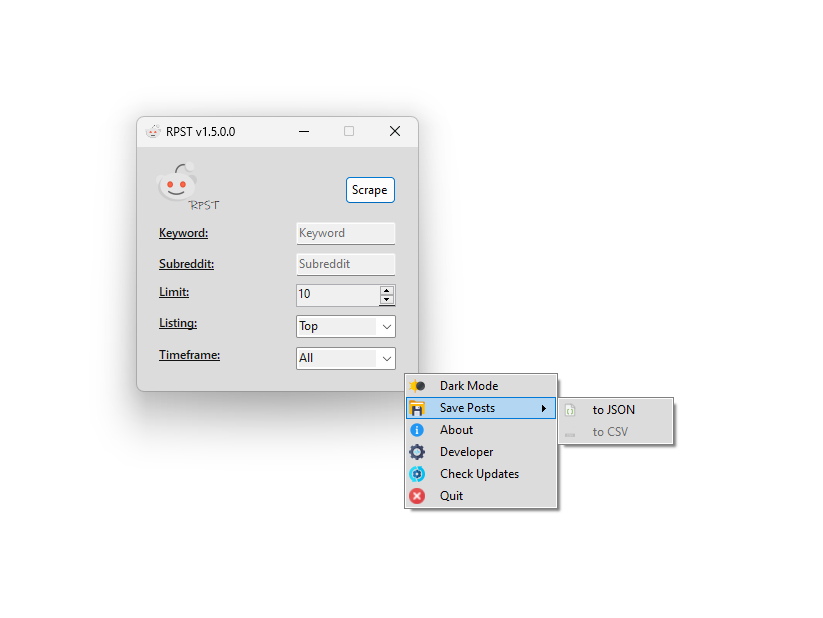 RPST v1.5.0.0
RPST
Scrape
Keyword: Keyword
Subreddit: Subreddit
Limit: 10
Listing: Top
Timeframe: All
Dark Mode
Save Posts
to JSON
to CSV
About
Developer
Check Updates
Quit